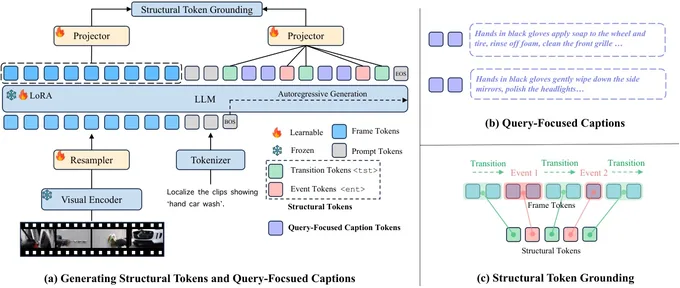 Structural Token Grounding
Projector
Projector
EOS
LoRA
LLM
Autoregressive Generation
BOS
Resampler
Tokenizer
Visual Encoder
Localize the clips showing
'hand car wash'.
Learnable
Frozen
Frame Tokens
Prompt Tokens
Transition Tokens <tst>
Event Tokens <ent>
Structural Tokens
Query-Focused Caption Tokens
(a) Generating Structural Tokens and Query-Focsued Captions
Hands in black gloves apply soap to the wheel and
tire, rinse off foam, clean the front grille …
Hands in black gloves gently wipe down the side
mirrors, polish the headlights…
(b) Query-Focused Captions
Transition
Event 1
Transition
Event 2
Transition
Frame Tokens
Structural Tokens
(c) Structural Token Grounding